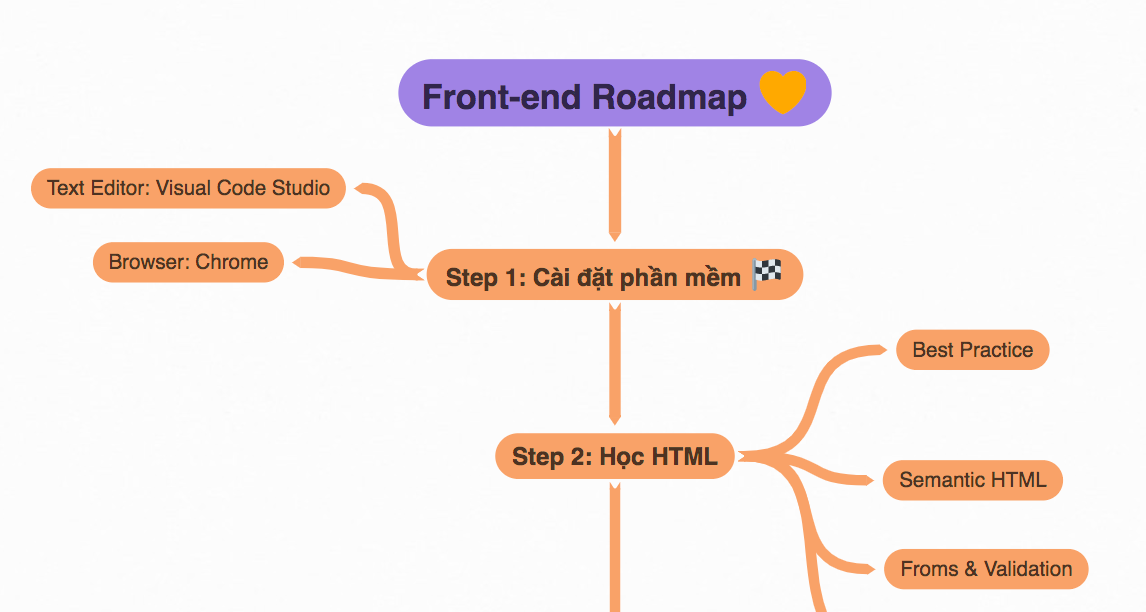 Front-end Roadmap 🧡
Text Editor: Visual Code Studio
Browser: Chrome
Step 1: Cài đặt phần mềm 🏁
Best Practice
Step 2: Học HTML
Semantic HTML
Froms & Validation